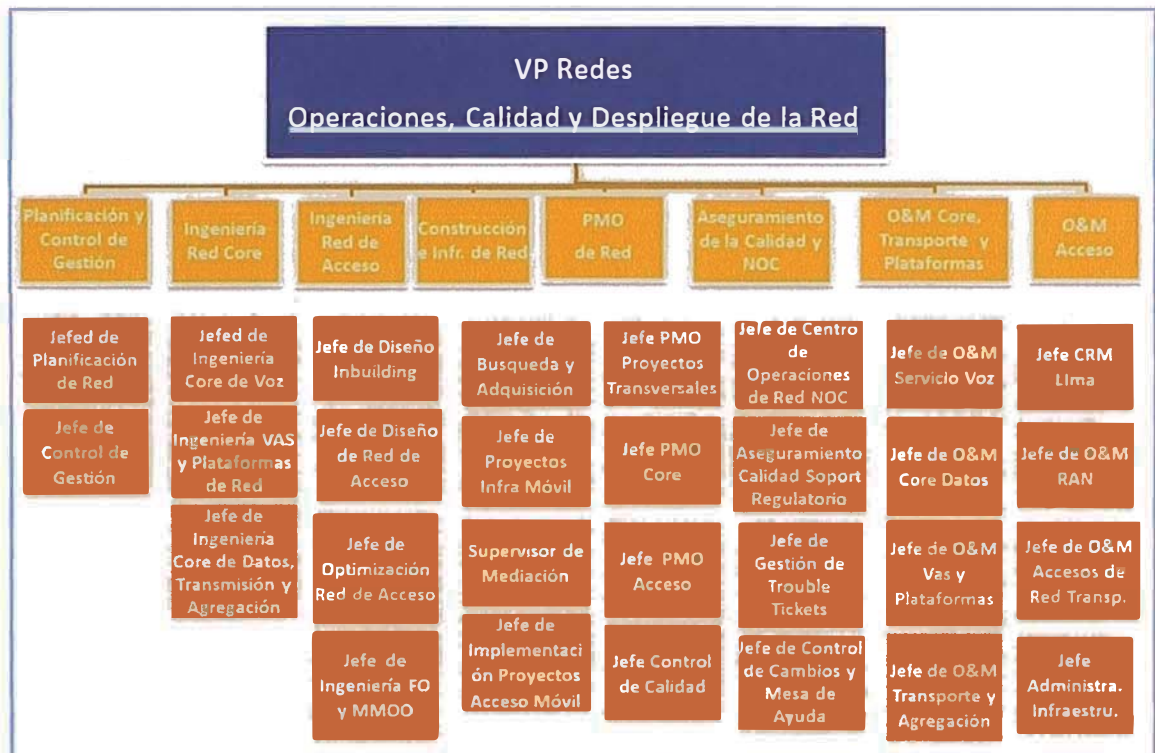 VP Redes
Operaciones, Calidad y Despliegue de la Red
Planificación y
Control de
Gestión
Ingeniería
Red Core
Ingeniería
Red de
Acceso
Construcción
e Infr. de Red
PMO
de Red
Aseguramiento
de la Calidad y
NOC
O&M Core,
Transporte y
Plataformas
O&M
Acceso
Jefed de
Planificación
de Red
Jefe de
Control de
Gestión
Jefed de
Ingeniería
Core de Voz
Jefe de
Ingeniería VAS
y Plataformas
de Red
Jefe de
Ingeniería
Core de Datos,
Transmisión y
Agregación
Jefe de Diseño
Inbuilding
Jefe de Diseño
de Red de
Acceso
Jefe de
Optimización
Red de Acceso
Jefe de
Ingeniería FO
y MMOO
Jefe de
Busqueda y
Adquisición
Jefe de
Proyectos
Infra Móvil
Supervisor de
Mediación
Jefe de
Implementaci
ón Proyectos
Acceso Móvil
Jefe PMO
Proyectos
Transversales
Jefe PMO
Core
Jefe PMO
Acceso
Jefe Control
de Calidad
Jefe de Centro
de
Operaciones
de Red NOC
Jefe de
Aseguramiento
Calidad Soport
Regulatorio
Jefe de
Gestión de
Trouble
Tickets
Jefe de Control
de Cambios y
Mesa de
Ayuda
Jefe de O&M
Servicio Voz
Jefe de O&M
Core Datos
Jefe de O&M
Vas y
Plataformas
Jefe de O&M
Transporte y
Agregación
Jefe CRM
Lima
Jefe de O&M
RAN
Jefe de O&M
Accesos de
Red Transp.
Jefe
Administra.
Infraestru.